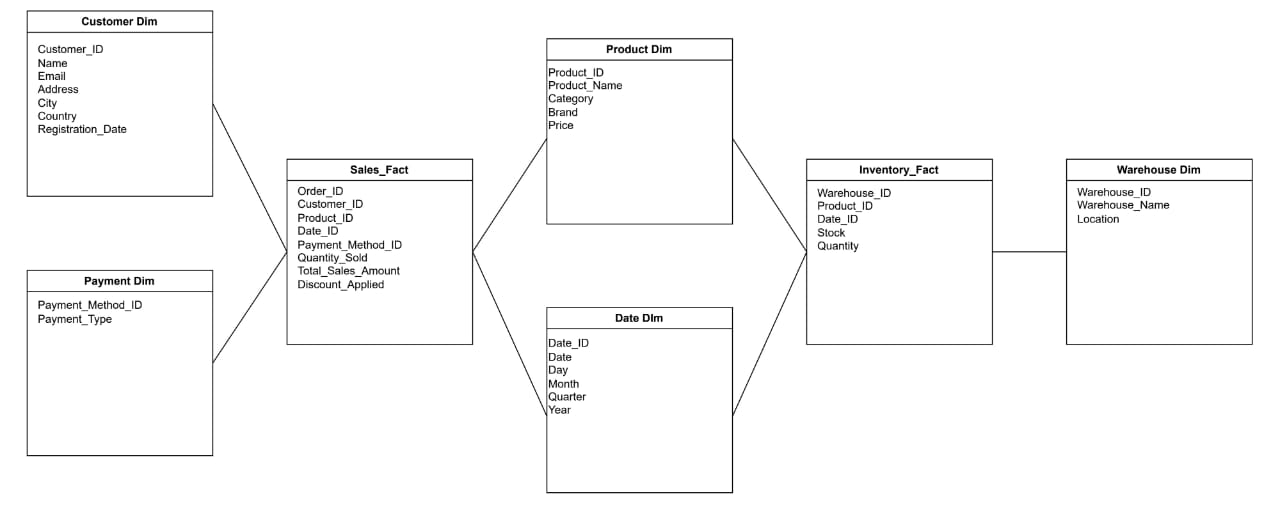 Customer Dim
Customer_ID
Name
Email
Address
City
Country
Registration_Date
Payment Dim
Payment_Method_ID
Payment_Type
Sales_Fact
Order_ID
Customer_ID
Product_ID
Date_ID
Payment_Method_ID
Quantity_Sold
Total_Sales_Amount
Discount_Applied
Product Dim
Product_ID
Product_Name
Category
Brand
Price
Date DIm
Date_ID
Date
Day
Month
Quarter
Year
Inventory_Fact
Warehouse_ID
Product_ID
Date_ID
Stock
Quantity
Warehouse Dim
Warehouse_ID
Warehouse_Name
Location